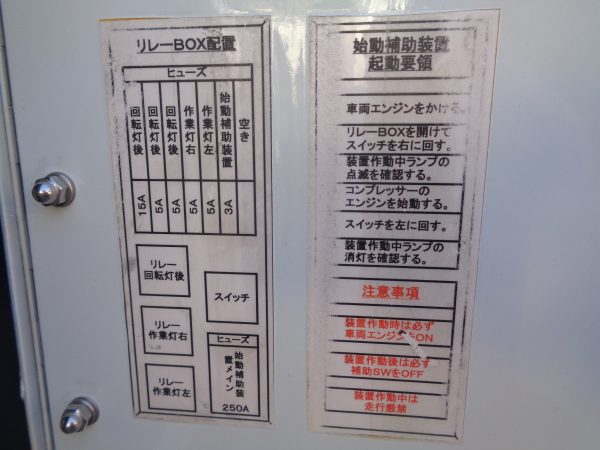 リレーBOX配置
ヒューズ
回転灯後
回転灯後
回転灯後
作業灯右
作業灯左
始動補助装置
空き
15A
5A
5A
5A
5A
3A
リレー
回転灯後
リレー
作業灯右
リレー
作業灯左
スイッチ
ヒューズ
始動補助装
置メイン
250A
始動補助装置
起動要領
車両エンジンをかける。
リレーBOXを開けて
スイッチを右に回す。
装置作動中ランプの
点滅を確認する。
コンプレッサーの
エンジンを始動する。
スイッチを左に回す。
装置作動中ランプの
消灯を確認する。
注意事項
装置作動時は必ず
車両エンジンをON
装置作動後は必ず
補助SWをOFF
装置作動中は
走行厳禁